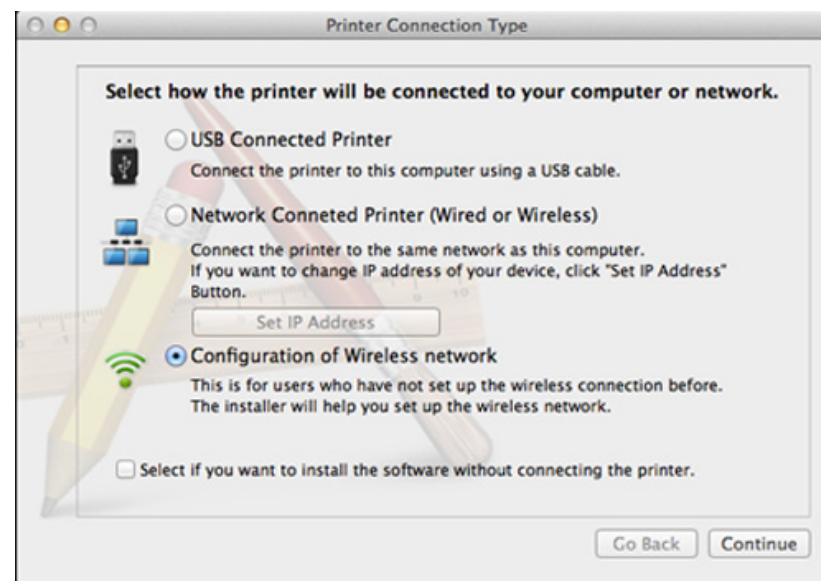 Printer Connection Type
Select how the printer will be connected to your computer or network.
USB Connected Printer
Connect the printer to this computer using a USB cable.
Network Conneted Printer (Wired or Wireless)
Connect the printer to the same network as this computer.
If you want to change IP address of your device, click "Set IP Address"
Button.
Set IP Address
Configuration of Wireless network
This is for users who have not set up the wireless connection before.
The installer will help you set up the wireless network.
Select if you want to install the software without connecting the printer.
Go Back Continue